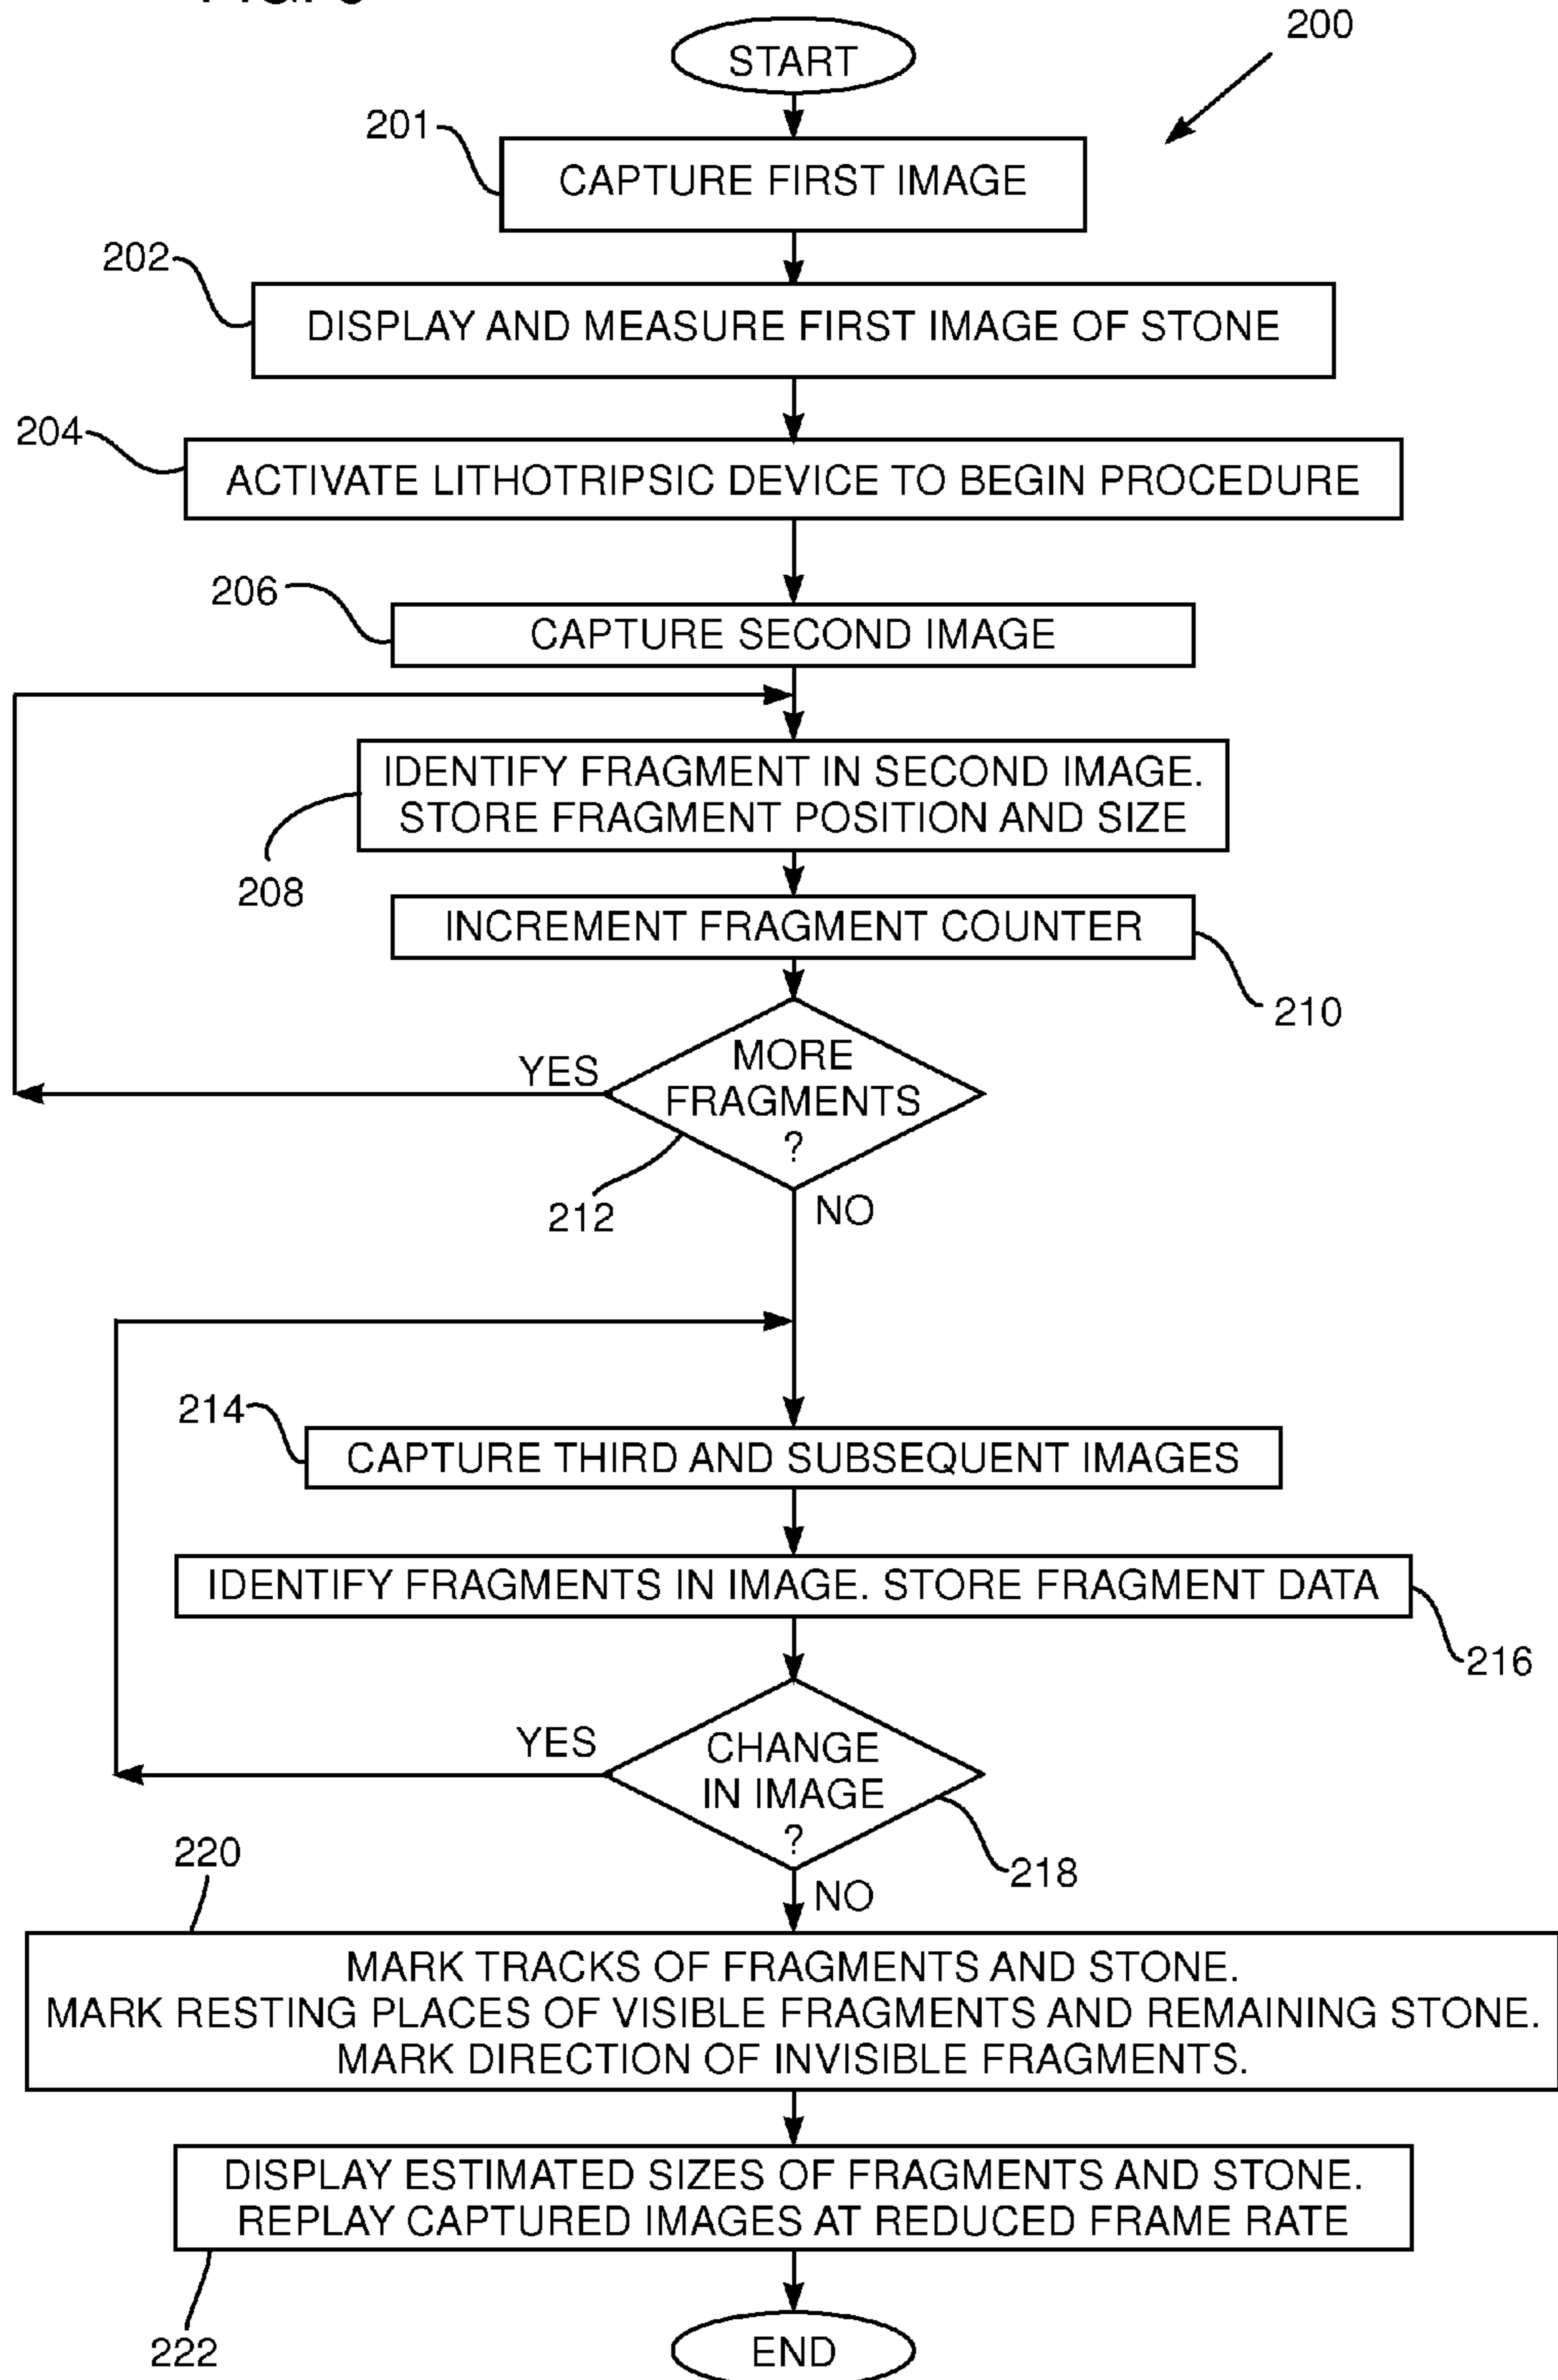 200
START
201
CAPTURE FIRST IMAGE
202
DISPLAY AND MEASURE FIRST IMAGE OF STONE
204
ACTIVATE LITHOTRIPSIC DEVICE TO BEGIN PROCEDURE
206
CAPTURE SECOND IMAGE
IDENTIFY FRAGMENT IN SECOND IMAGE.
STORE FRAGMENT POSITION AND SIZE
208
INCREMENT FRAGMENT COUNTER
210
YES
MORE
FRAGMENTS
?
212
NO
214
CAPTURE THIRD AND SUBSEQUENT IMAGES
IDENTIFY FRAGMENTS IN IMAGE. STORE FRAGMENT DATA
216
YES
CHANGE
IN IMAGE
?
218
NO
220
MARK TRACKS OF FRAGMENTS AND STONE.
MARK RESTING PLACES OF VISIBLE FRAGMENTS AND REMAINING STONE.
MARK DIRECTION OF INVISIBLE FRAGMENTS.
DISPLAY ESTIMATED SIZES OF FRAGMENTS AND STONE.
REPLAY CAPTURED IMAGES AT REDUCED FRAME RATE
222
END